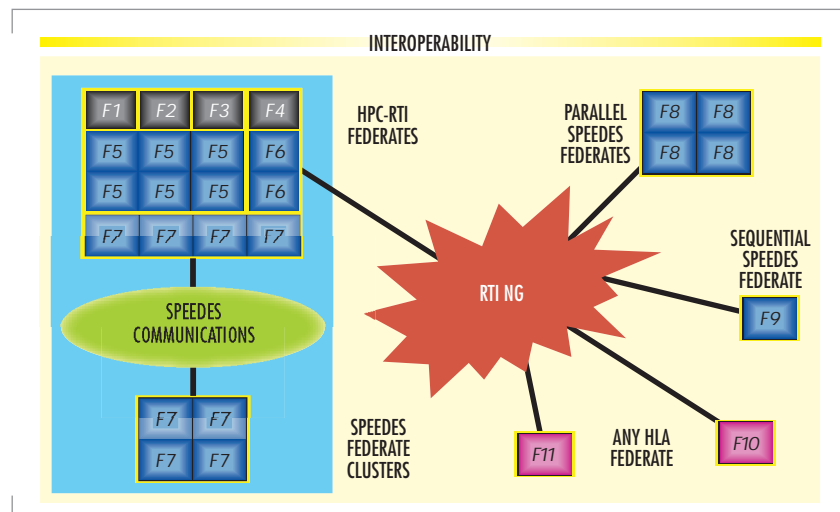 INTEROPERABILITY
F1 F2 F3 F4
F5 F5 F5 F6
F5 F5 F5 F6
F7 F7 F7 F7
HPC-RTI
FEDERATES
PARALLEL
SPEEDES
FEDERATES
F8 F8
F8 F8
SEQUENTIAL
SPEEDES
FEDERATE
F9
RTI NG
SPEEDES
COMMUNICATIONS
F7 F7
F7 F7
SPEEDES
FEDERATE
CLUSTERS
F11
ANY HLA
FEDERATE
F10